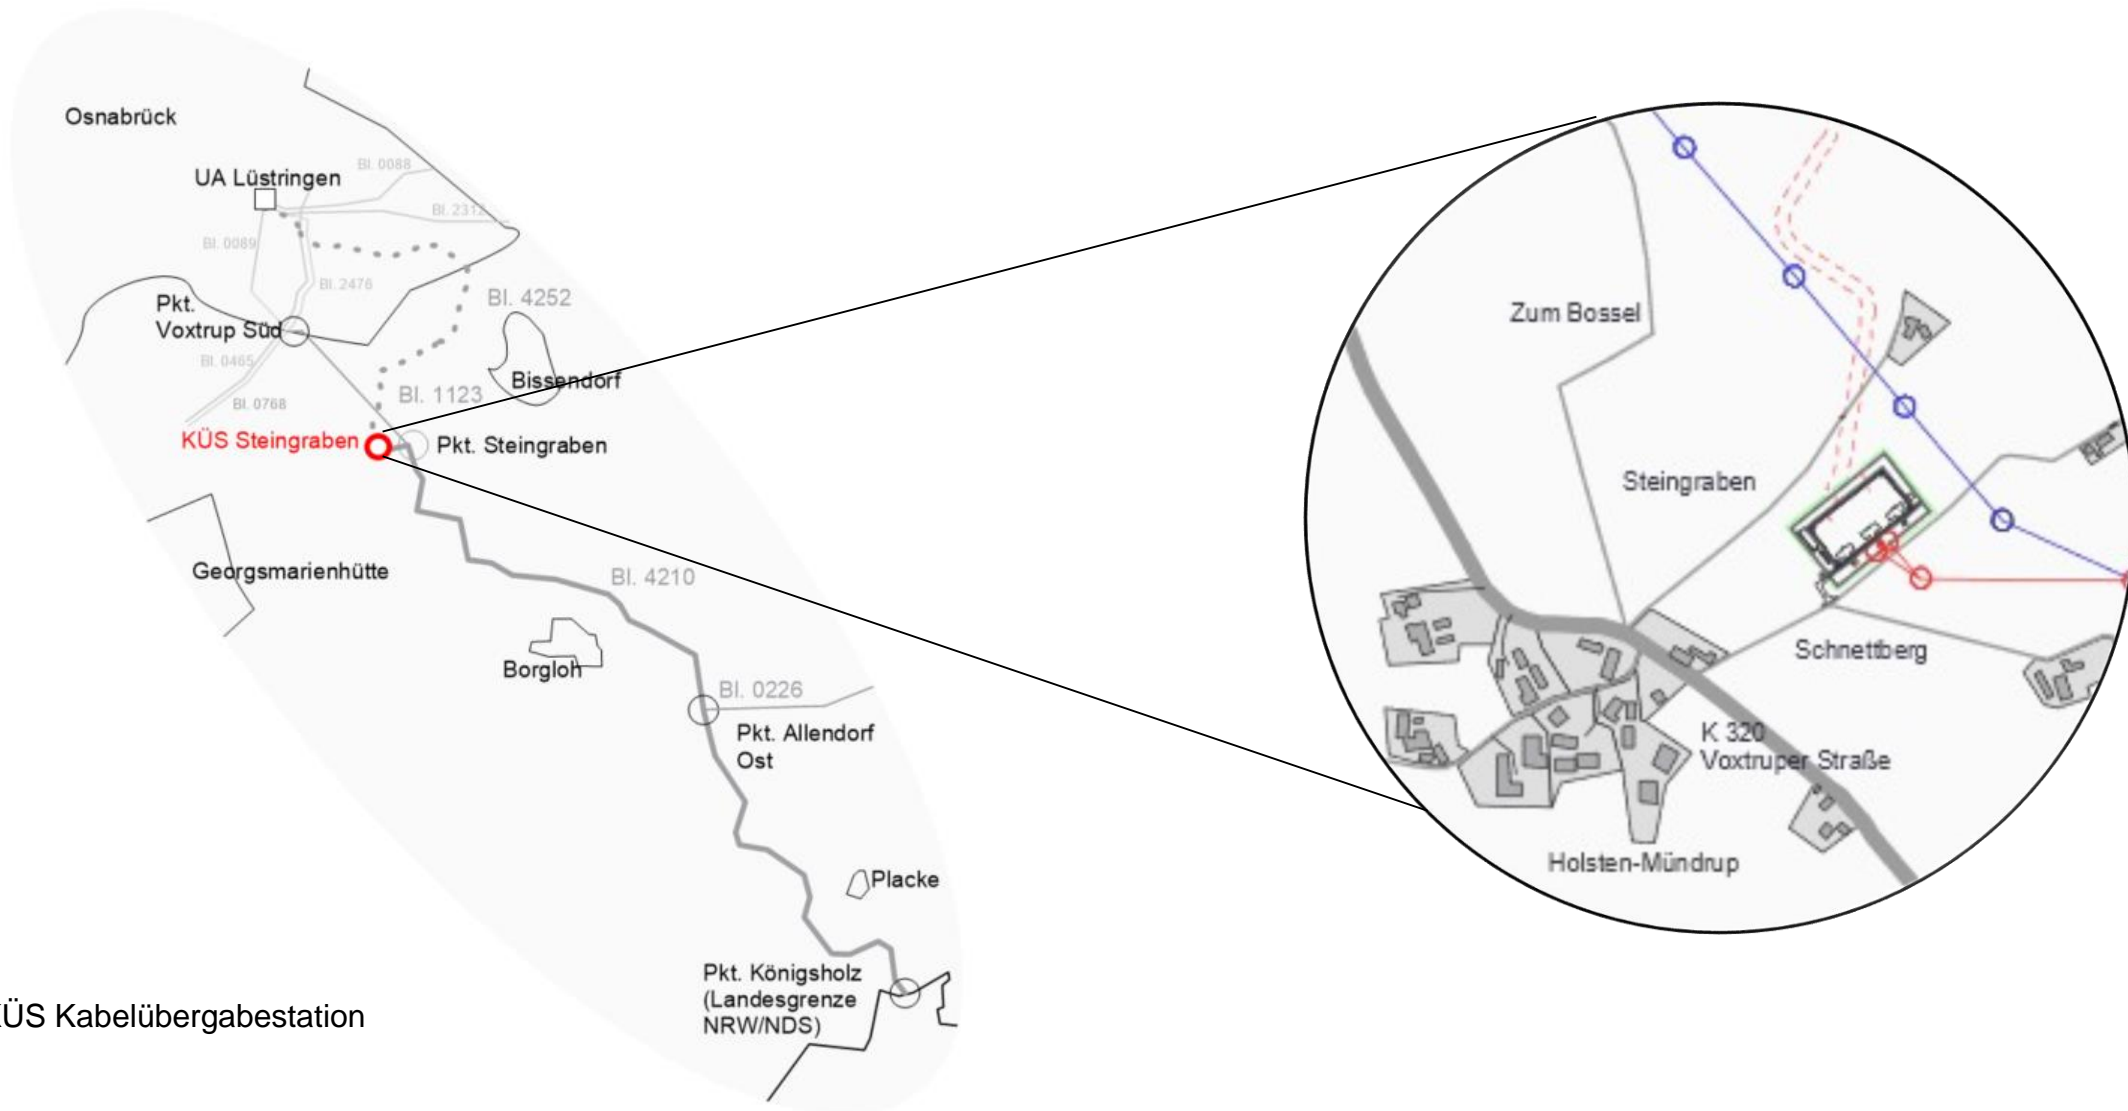 Osnabrück
UA Lüstringen
Bl. 0088
Bl. 2312
Bl. 0089
Bl. 2476
Pkt.
Voxtrup Süd
Bl. 4252
Bl. 0465
Bissendorf
Bl. 1123
Bl. 0768
KÜS Steingraben
Pkt. Steingraben
Georgsmarienhütte
Bl. 4210
Borgloh
Bl. 0226
Pkt. Allendorf
Ost
Placke
Pkt. Königsholz
(Landesgrenze
NRW/NDS)
ÜS Kabelübergabestation
Zum Bossel
Steingraben
Schnettberg
K 320
Voxtruper Straße
Holsten-Mündrup